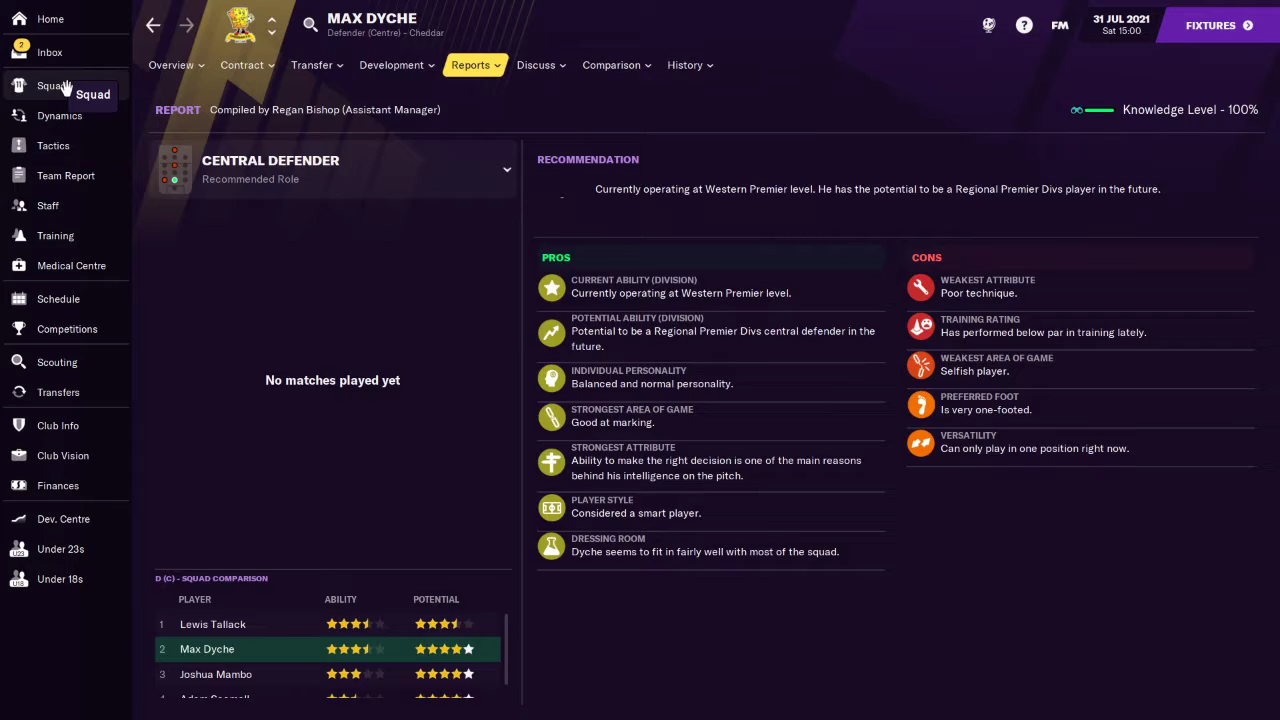 Home
2
Inbox
Squad
Squad
Dynamics
Tactics
Team Report
Staff
Training
Medical Centre
Schedule
Competitions
Scouting
Transfers
Club Info
Club Vision
Finances
Dev. Centre
U23
Under 23s
U18
Under 18s
MAX DYCHE
Defender (Centre) - Cheddar
?
FM
31 JUL 2021
Sat 15:00
FIXTURES
Overview
Contract
Transfer
Development
Reports
Discuss
Comparison
History
REPORT Compiled by Regan Bishop (Assistant Manager)
Knowledge Level - 100%
CENTRAL DEFENDER
Recommended Role
No matches played yet
D (C) - SQUAD COMPARISON
PLAYER ABILITY POTENTIAL
1 Lewis Tallack
2 Max Dyche
3 Joshua Mambo
RECOMMENDATION
- Currently operating at Western Premier level. He has the potential to be a Regional Premier Divs player in the future.
PROS
CURRENT ABILITY (DIVISION)
Currently operating at Western Premier level.
POTENTIAL ABILITY (DIVISION)
Potential to be a Regional Premier Divs central defender in the
future.
INDIVIDUAL PERSONALITY
Balanced and normal personality.
STRONGEST AREA OF GAME
Good at marking.
STRONGEST ATTRIBUTE
Ability to make the right decision is one of the main reasons
behind his intelligence on the pitch.
PLAYER STYLE
Considered a smart player.
DRESSING ROOM
Dyche seems to fit in fairly well with most of the squad.
CONS
WEAKEST ATTRIBUTE
Poor technique.
TRAINING RATING
Has performed below par in training lately.
WEAKEST AREA OF GAME
Selfish player.
PREFERRED FOOT
Is very one-footed.
VERSATILITY
Can only play in one position right now.